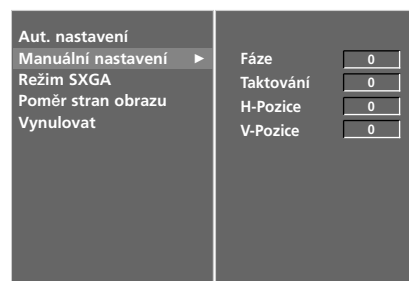 Aut. nastavení
Manuální nastavení ►
Režim SXGA
Poměr stran obrazu
Vynulovat
Fáze 0
Taktování 0
H-Pozice 0
V-Pozice 0